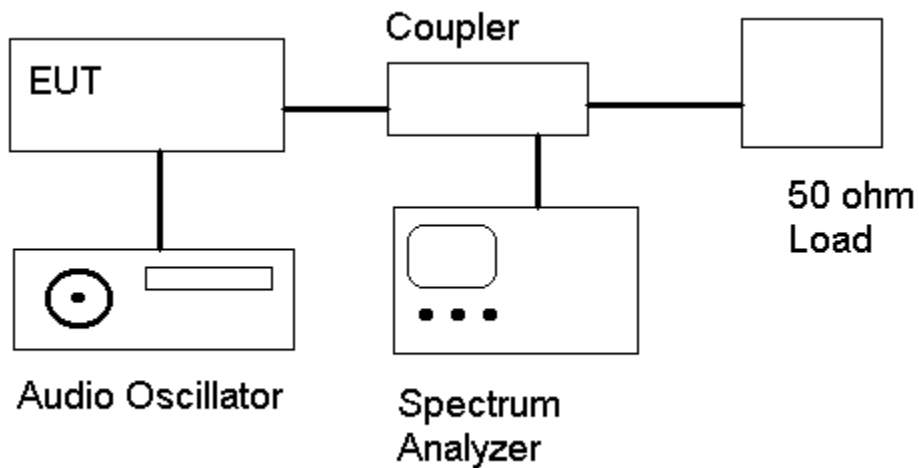 Coupler
EUT
50 ohm
Load
Audio Oscillator
Spectrum
Analyzer